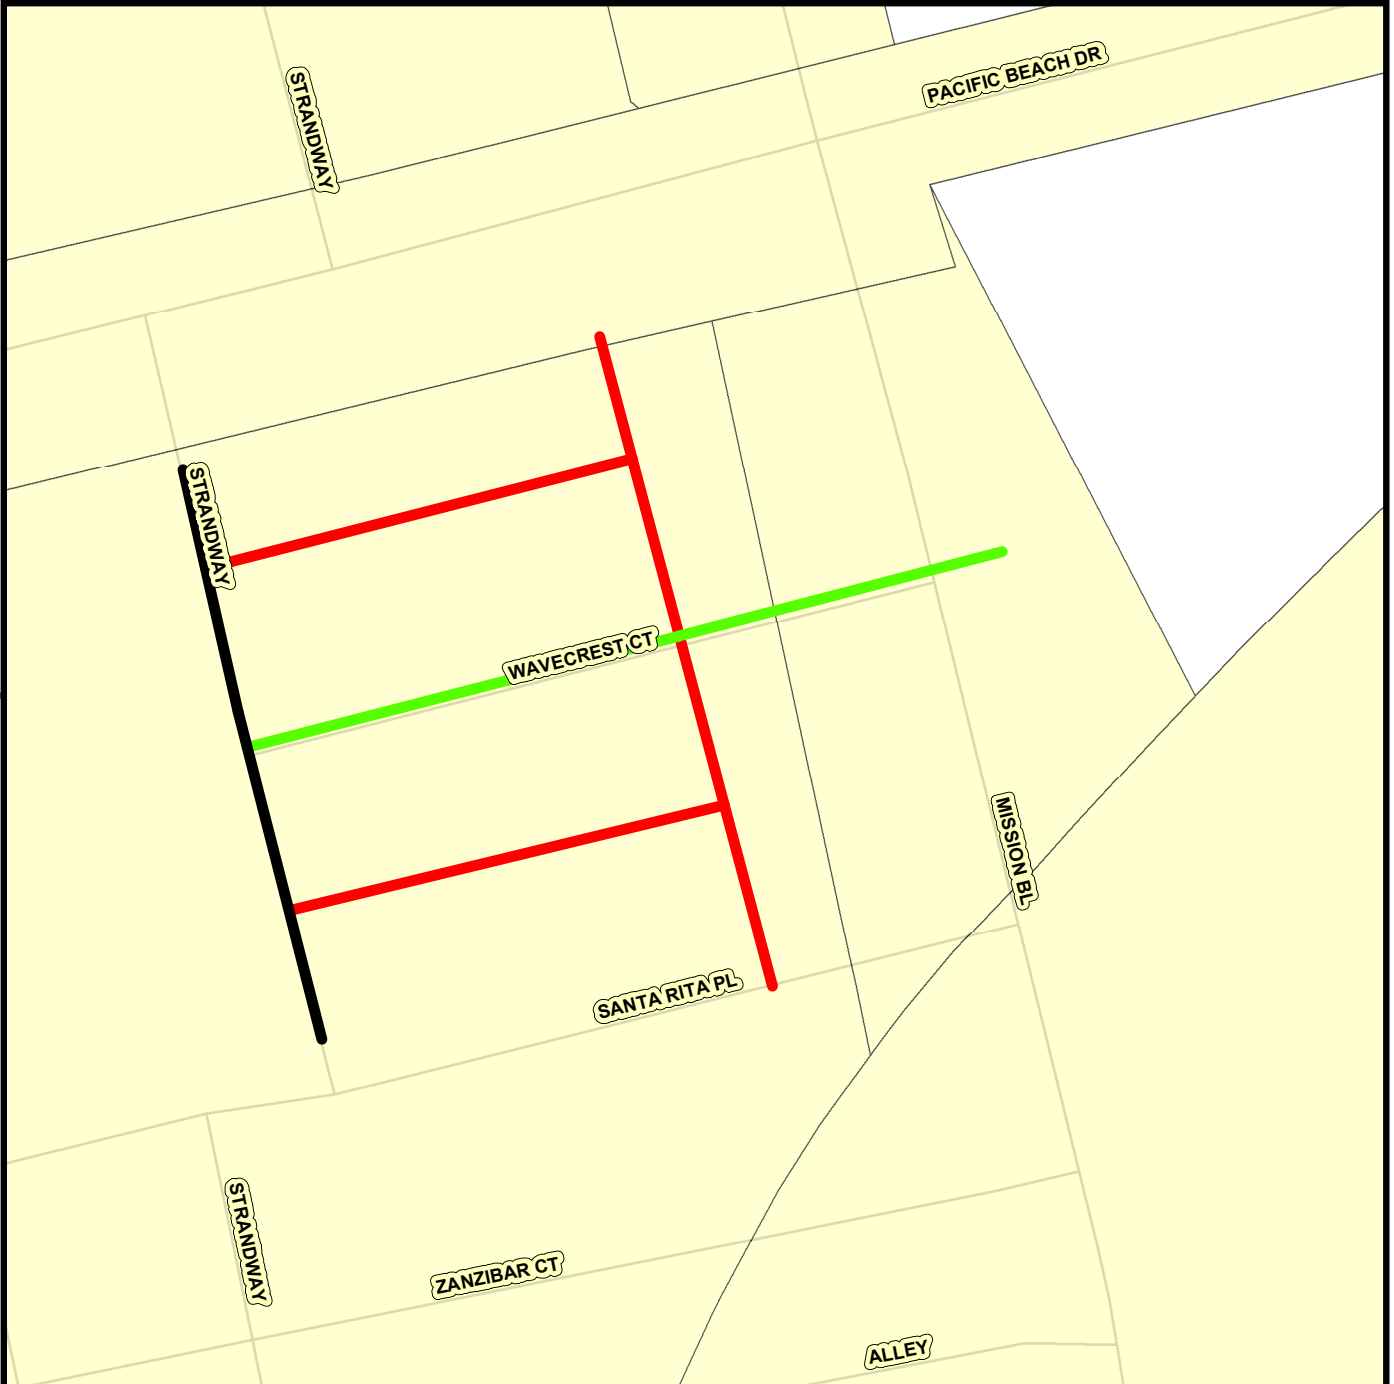 PACIFIC BEACH DR
STRANDWAY
STRANDWAY
WAVECREST CT
MISSION BL
SANTA RITA PL
STRANDWAY
ZANZIBAR CT
ALLEY